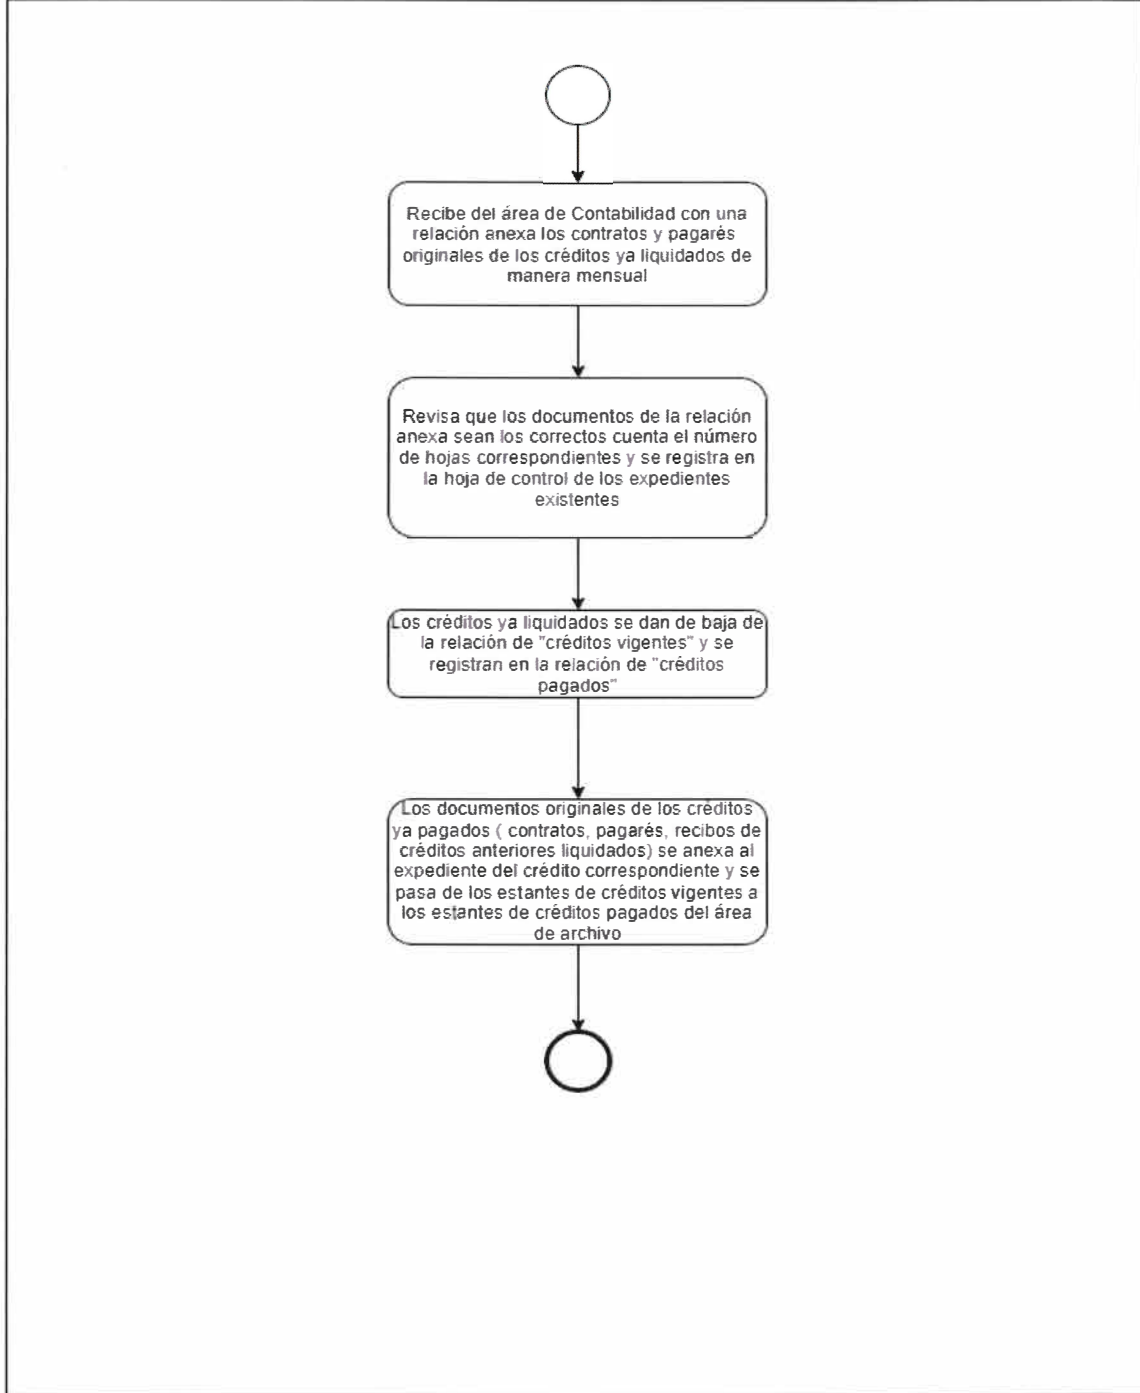 Recibe del área de Contabilidad con una
relación anexa los contratos y pagarés
originales de los créditos ya liquidados de
manera mensual
Revisa que los documentos de la relación
anexa sean los correctos cuenta el número
de hojas correspondientes y se registra en
la hoja de control de los expedientes
existentes
Los créditos ya liquidados se dan de baja de
la relación de "créditos vigentes" y se
registran en la relación de "créditos
pagados"
Los documentos originales de los créditos
ya pagados ( contratos, pagarés, recibos de
créditos anteriores liquidados) se anexa al
expediente del crédito correspondiente y se
pasa de los estantes de créditos vigentes a
los estantes de créditos pagados del área
de archivo